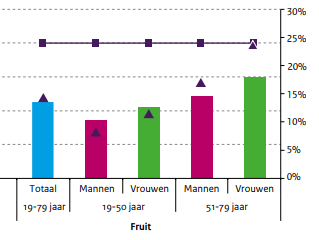 30%
25%
20%
15%
10%
5%
0%
Totaal Mannen Vrouwen Mannen Vrouwen
19-79 jaar 19-50 jaar 51-79 jaar
Fruit